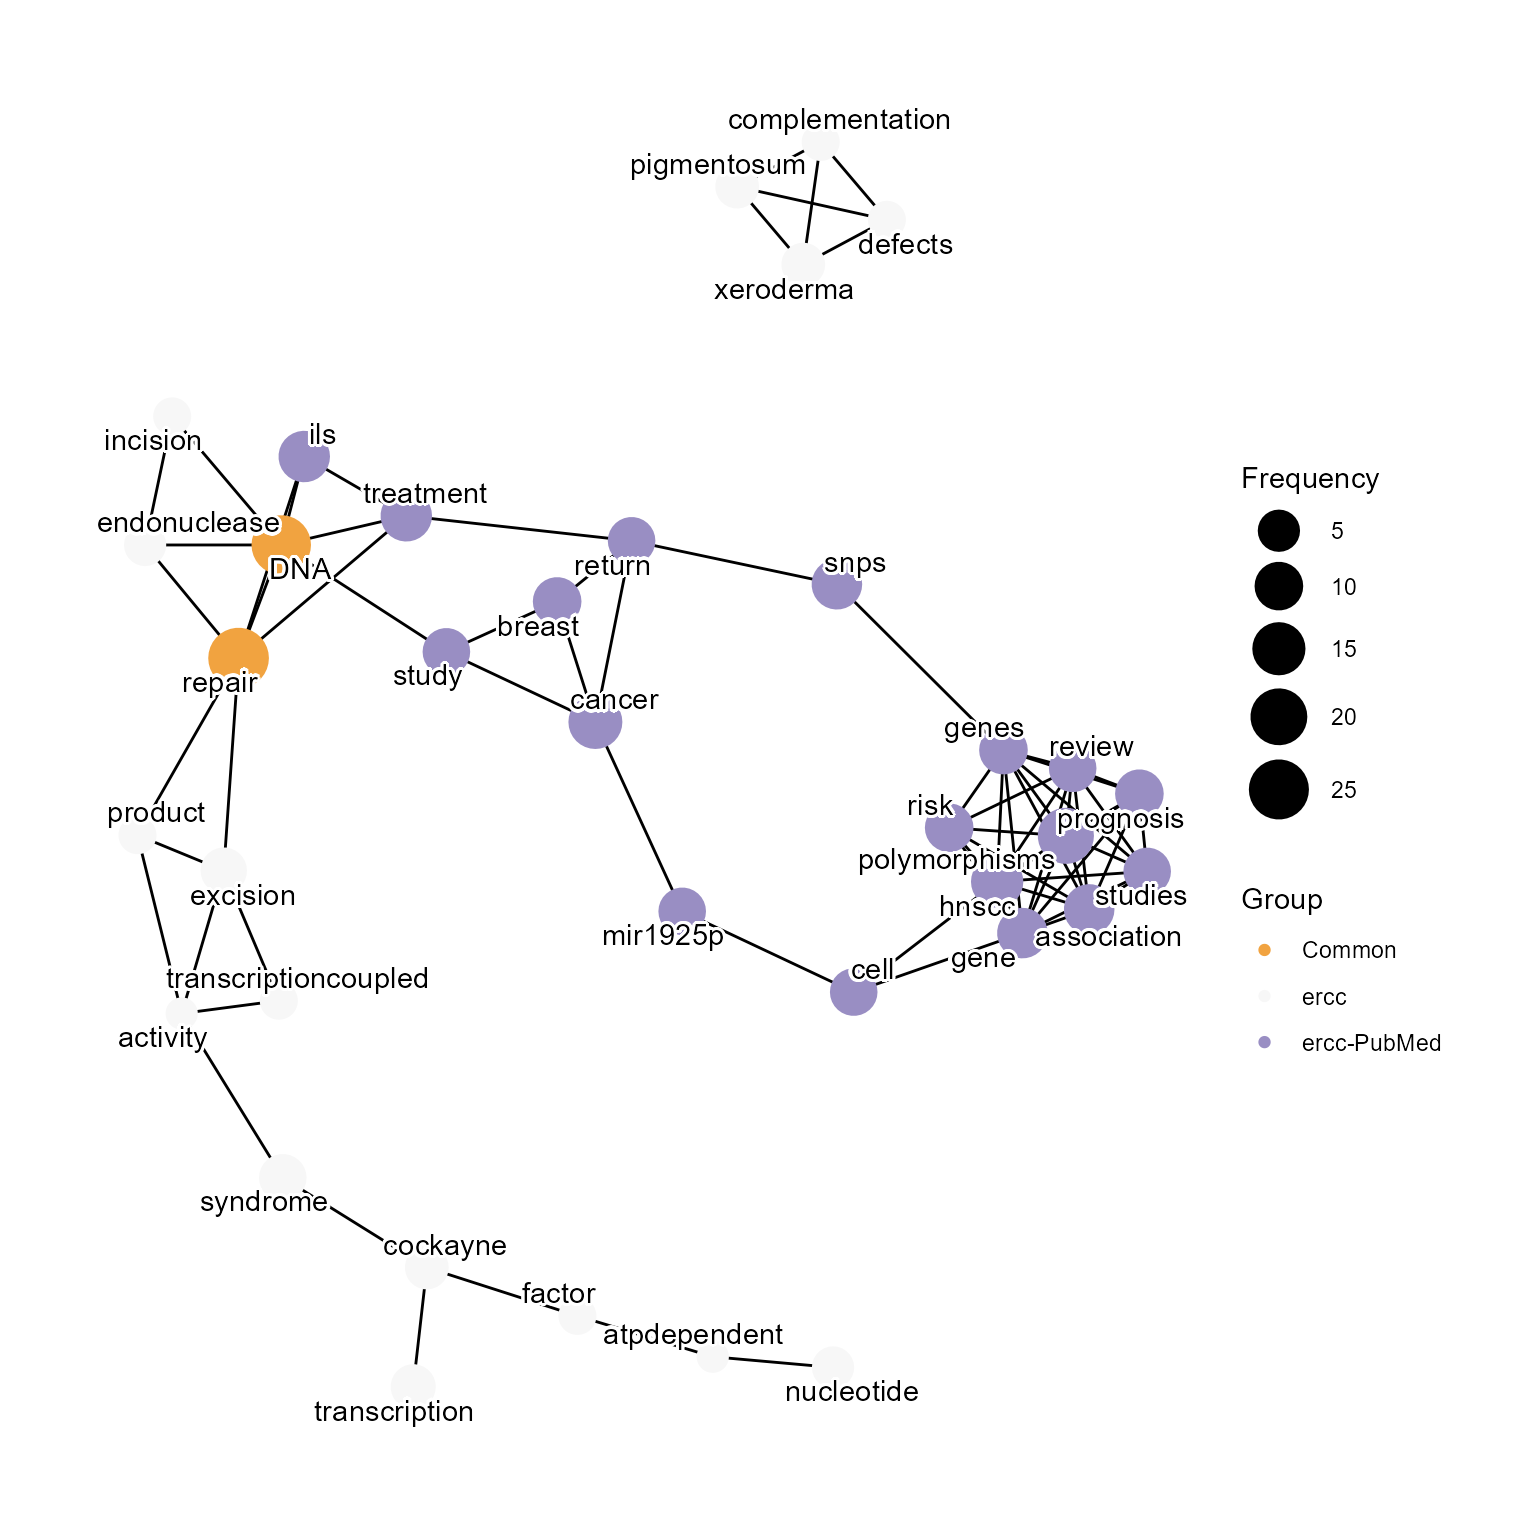 complementation
pigmentosum
defects
xeroderma
ils
incision
treatment
endonuclease
DNA
return
snps
breast
study
repair
cancer
genes
review
risk
prognosis
polymorphisms
studies
hnscc
association
gene
cell
mir1925p
product
excision
transcriptioncoupled
activity
syndrome
cockayne
factor
atpdependent
nucleotide
transcription
Frequency
5
10
15
20
25
Group
Common
ercc
ercc-PubMed